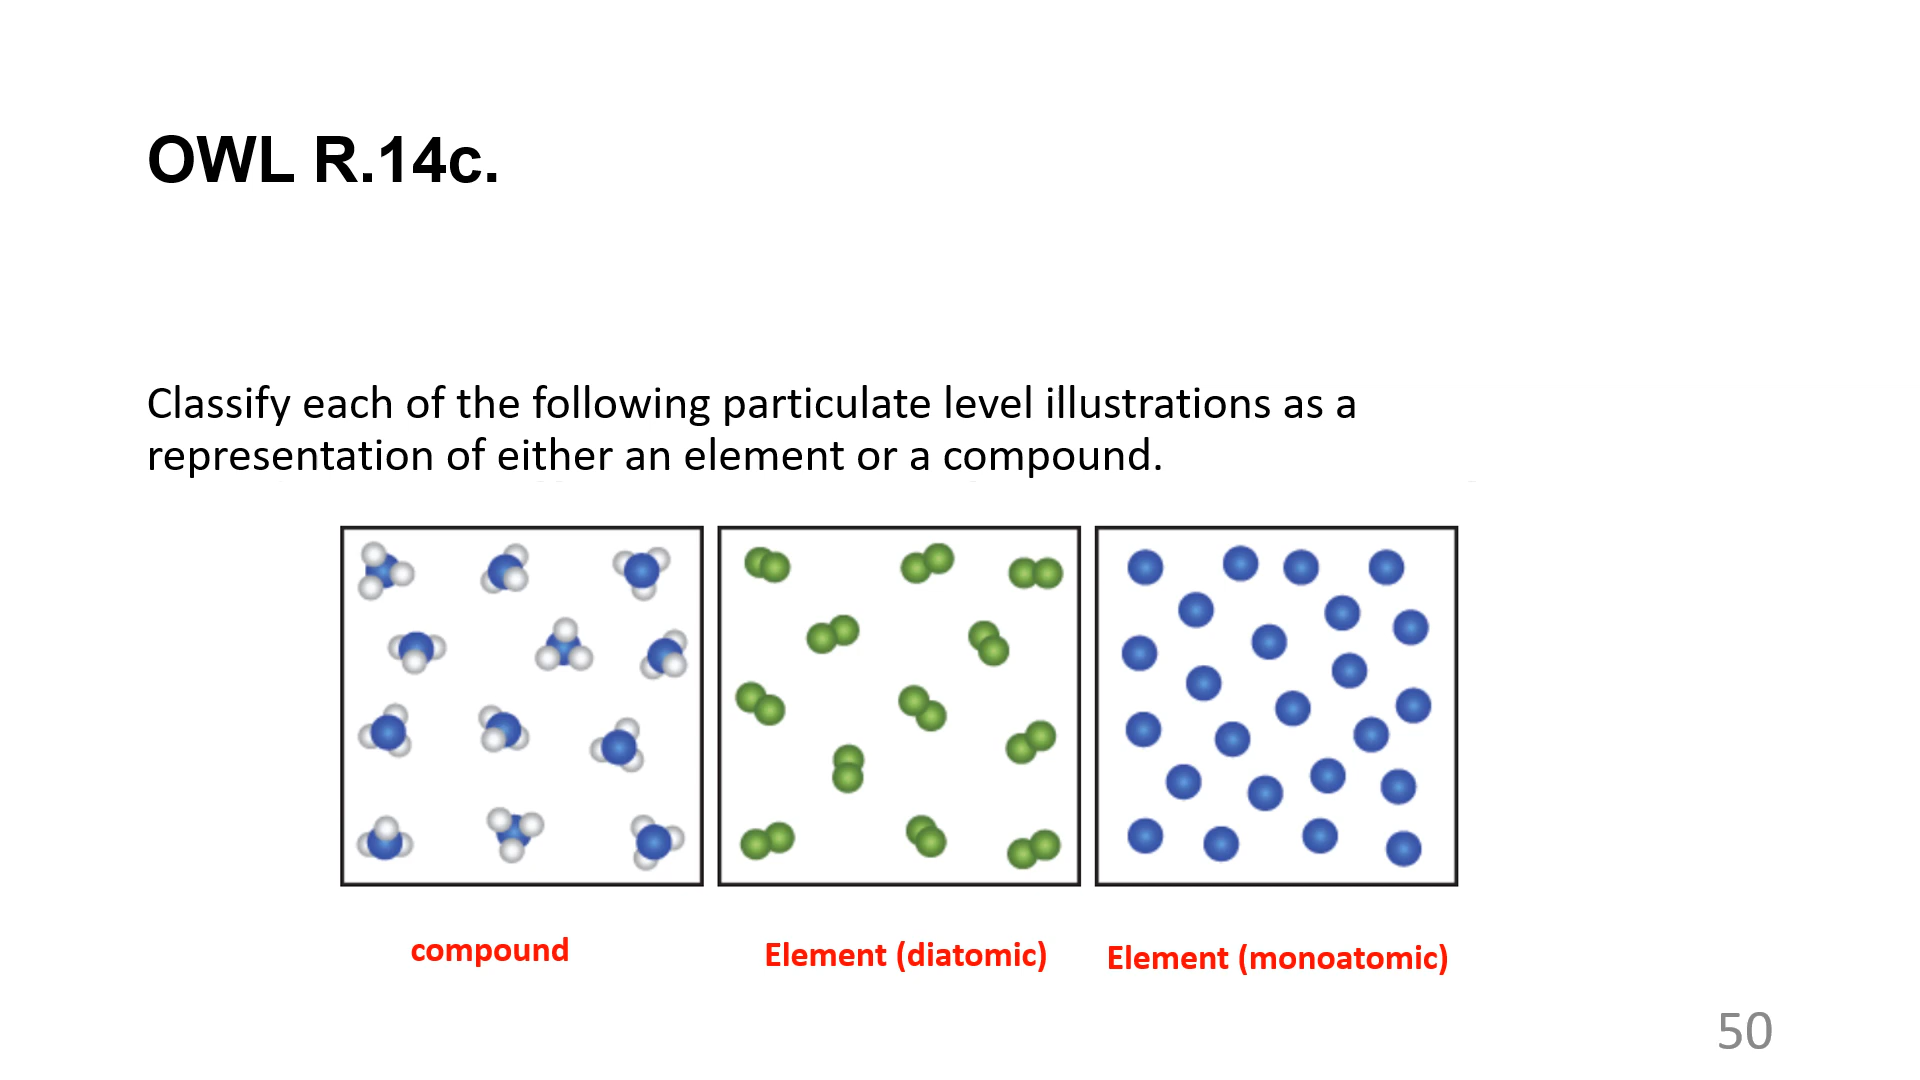 OWL R.14c.
Classify each of the following particulate level illustrations as a
representation of either an element or a compound.
compound
Element (diatomic)
Element (monoatomic)
50